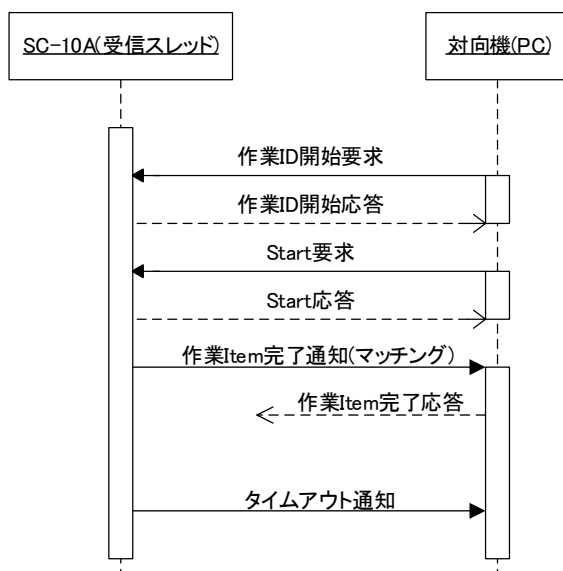 SC-10A(受信スレッド)
対向機(PC)
作業ID開始要求
作業ID開始応答
Start要求
Start応答
作業Item完了通知(マッチング)
作業Item完了応答
タイムアウト通知